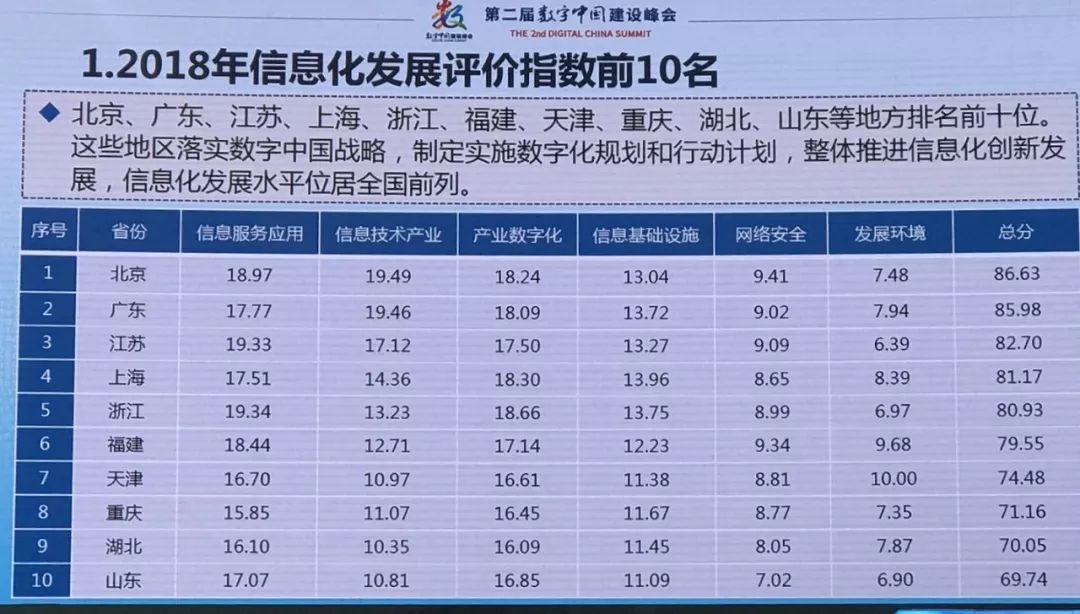 第二届数字中国建设峰会
数字中国建设峰会
THE 2nd DIGITAL CHINA SUMMIT
1.2018年信息化发展评价指数前10名
◆ 北京、广东、江苏、上海、浙江、福建、天津、重庆、湖北、山东等地方排名前十位。
这些地区落实数字中国战略，制定实施数字化规划和行动计划，整体推进信息化创新发
展，信息化发展水平位居全国前列。
序号 省份 信息服务应用 信息技术产业 产业数字化 信息基础设施 网络安全 发展环境 总分
1 北京 18.97 19.49 18.24 13.04 9.41 7.48 86.63
2 广东 17.77 19.46 18.09 13.72 9.02 7.94 85.98
3 江苏 19.33 17.12 17.50 13.27 9.09 6.39 82.70
4 上海 17.51 14.36 18.30 13.96 8.65 8.39 81.17
5 浙江 19.34 13.23 18.66 13.75 8.99 6.97 80.93
6 福建 18.44 12.71 17.14 12.23 9.34 9.68 79.55
7 天津 16.70 10.97 16.61 11.38 8.81 10.00 74.48
8 重庆 15.85 11.07 16.45 11.67 8.77 7.35 71.16
9 湖北 16.10 10.35 16.09 11.45 8.05 7.87 70.05
10 山东 17.07 10.81 16.85 11.09 7.02 6.90 69.74